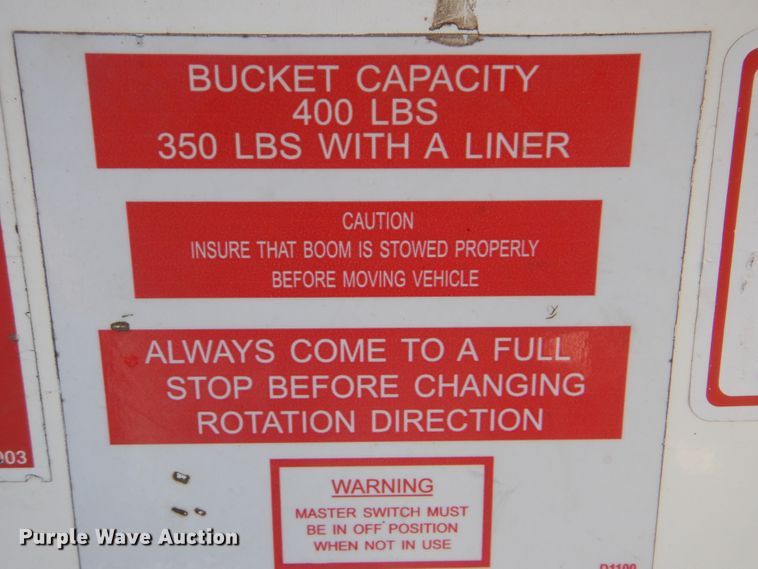 BUCKET CAPACITY
400 LBS
350 LBS WITH A LINER
CAUTION
INSURE THAT BOOM IS STOWED PROPERLY
BEFORE MOVING VEHICLE
ALWAYS COME TO A FULL
STOP BEFORE CHANGING
ROTATION DIRECTION
WARNING
MASTER SWITCH MUST
BE IN OFF POSITION
WHEN NOT IN USE
Purple Wave Auction